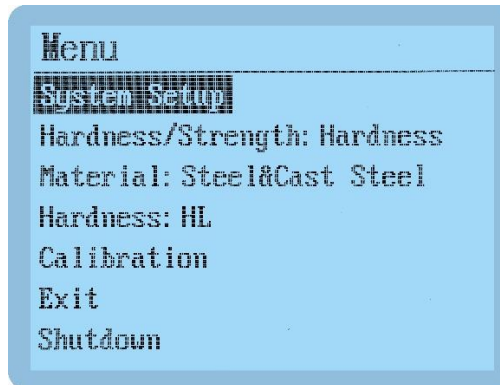 Menu
System Setup
Hardness/Strength: Hardness
Material: Steel&Cast Steel
Hardness: HL
Calibration
Exit
Shutdown